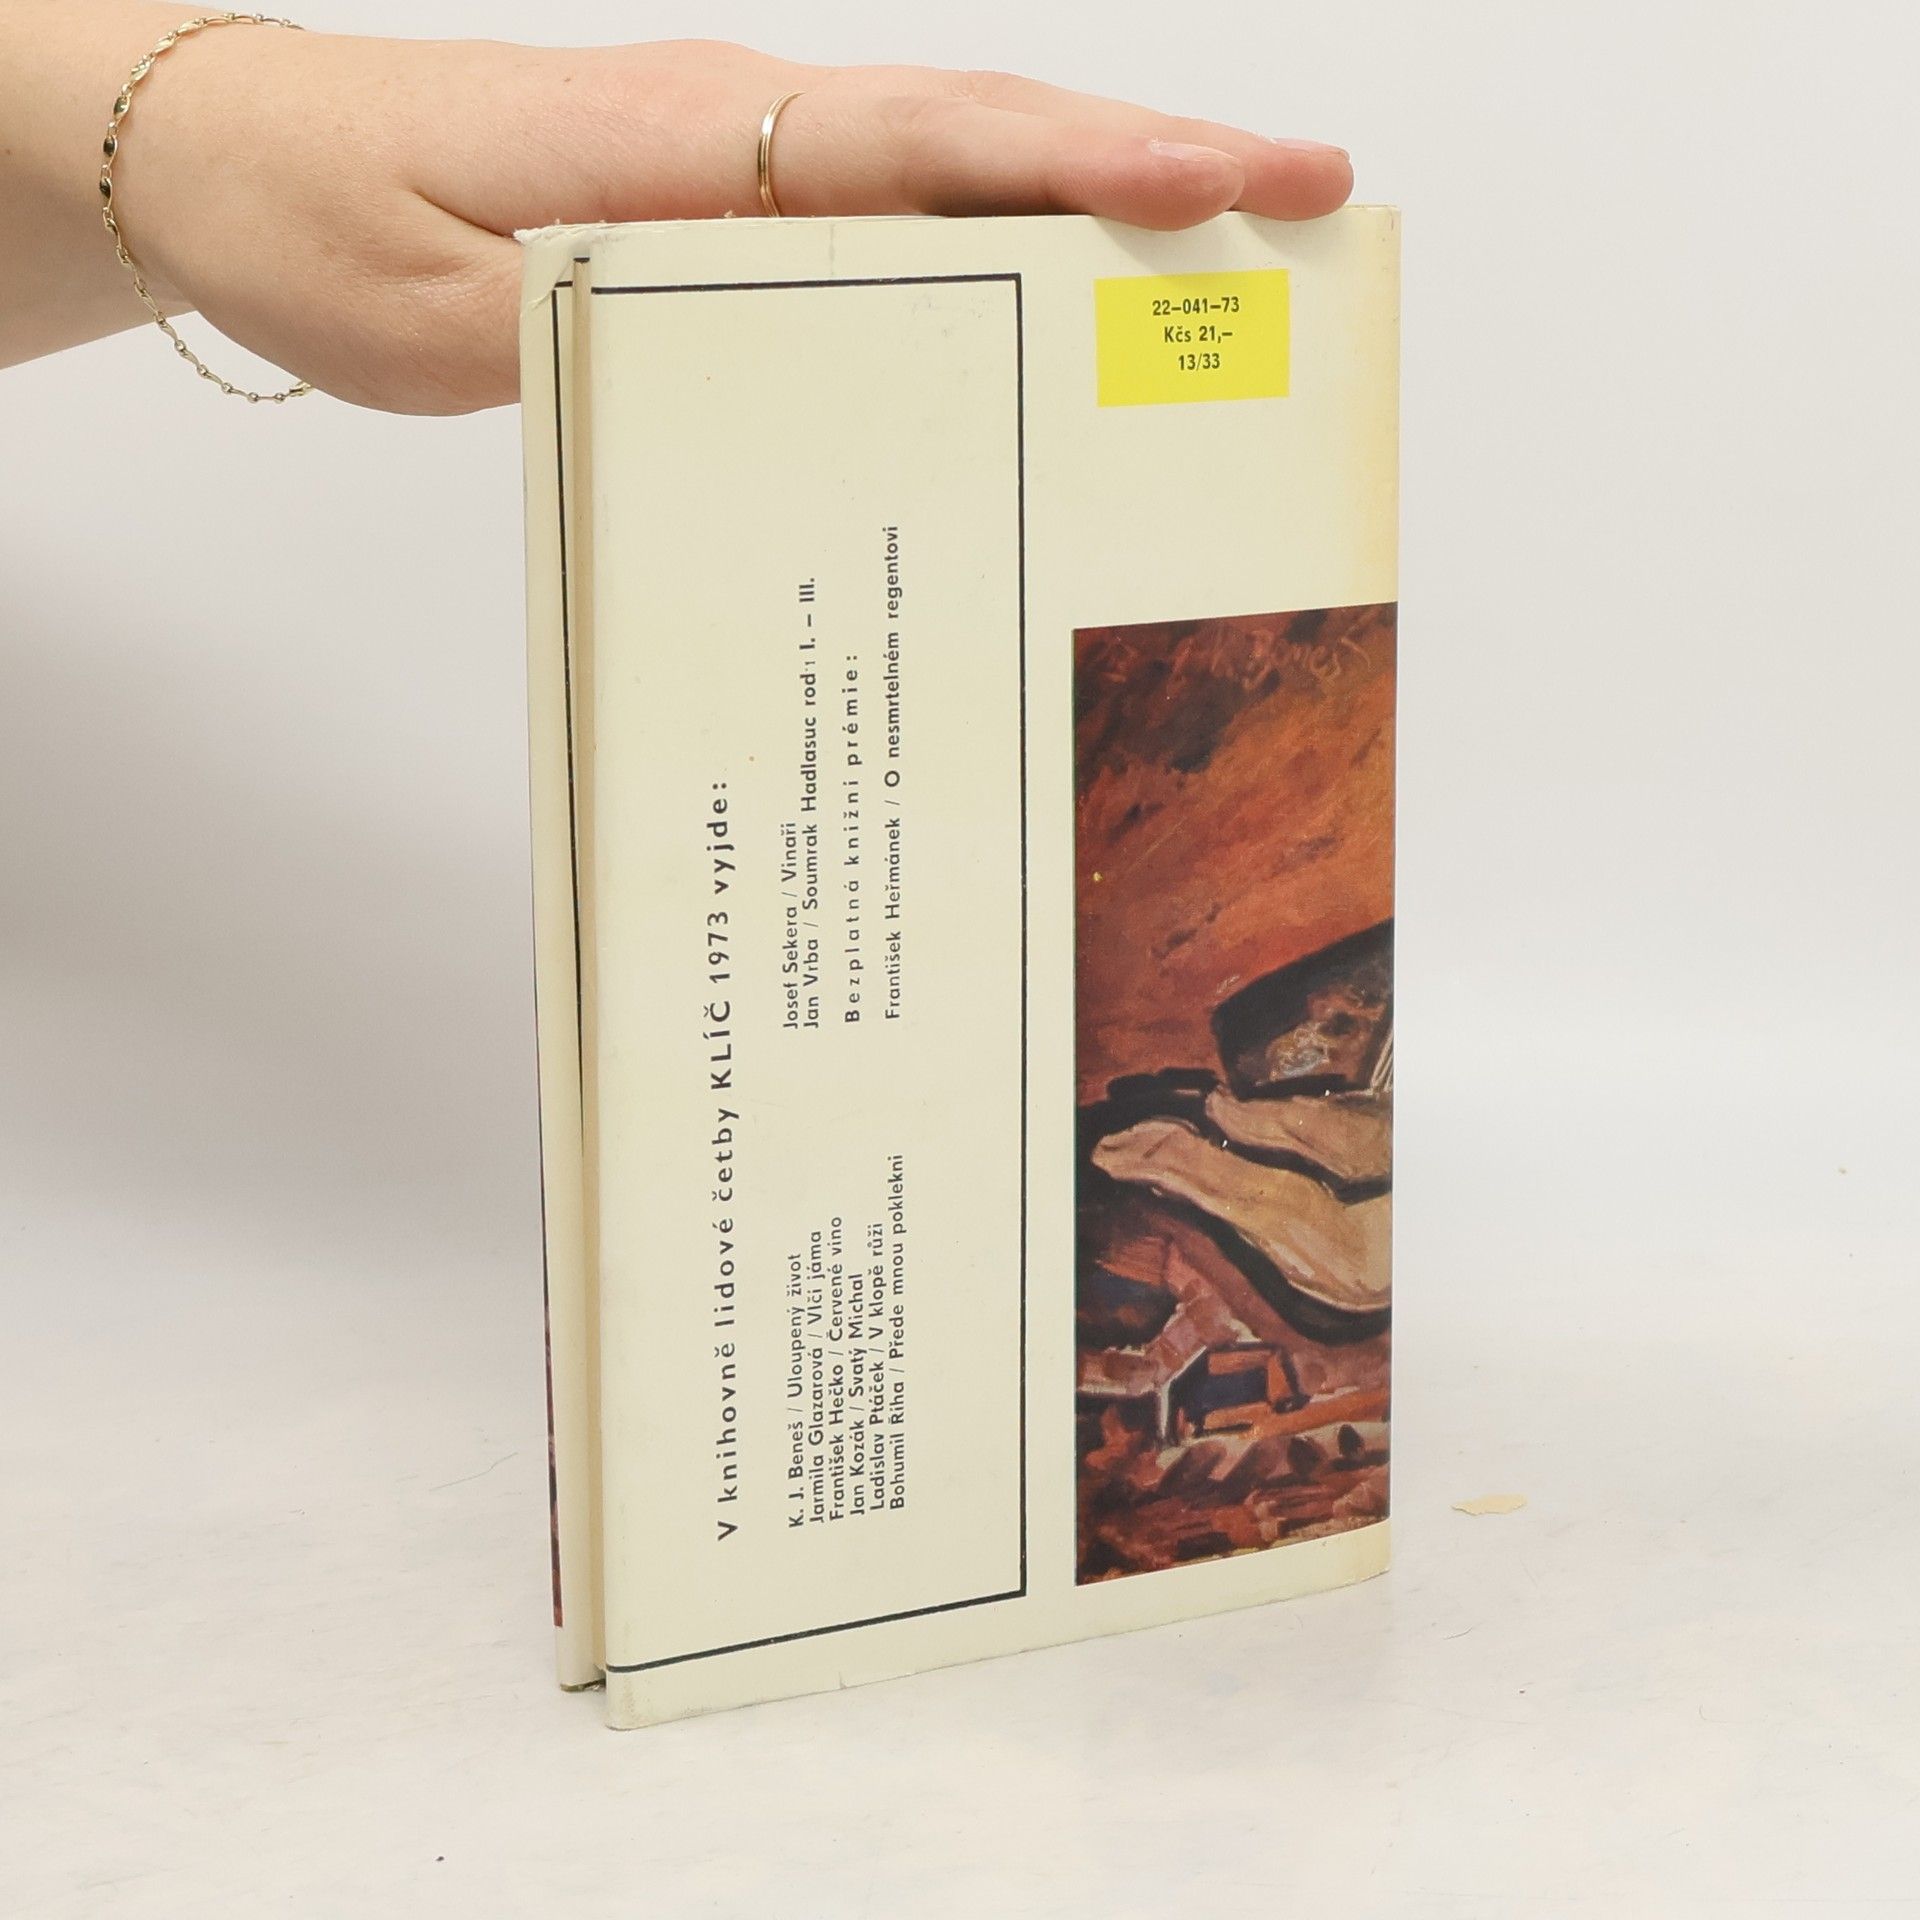 22–041–73
Kčs 21,–
13/33
V knihovně lidové četby KLÍČ 1973 vyjde:
K. J. Beneš / Uloupený život
Jarmila Glazarová / Vlčí jáma
František Hečko / Červené víno
Jan Kozák / Svatý Michal
Ladislav Ptáček / V klopě růži
Bohumil Říha / Přede mnou poklekni
Josef Sekera / Vinaři
Jan Vrba / Soumrak Hadlasuc rodu I. – III.
Bezplatná knižní prémie:
František Heřmánek / O nesmrtelném regentovi